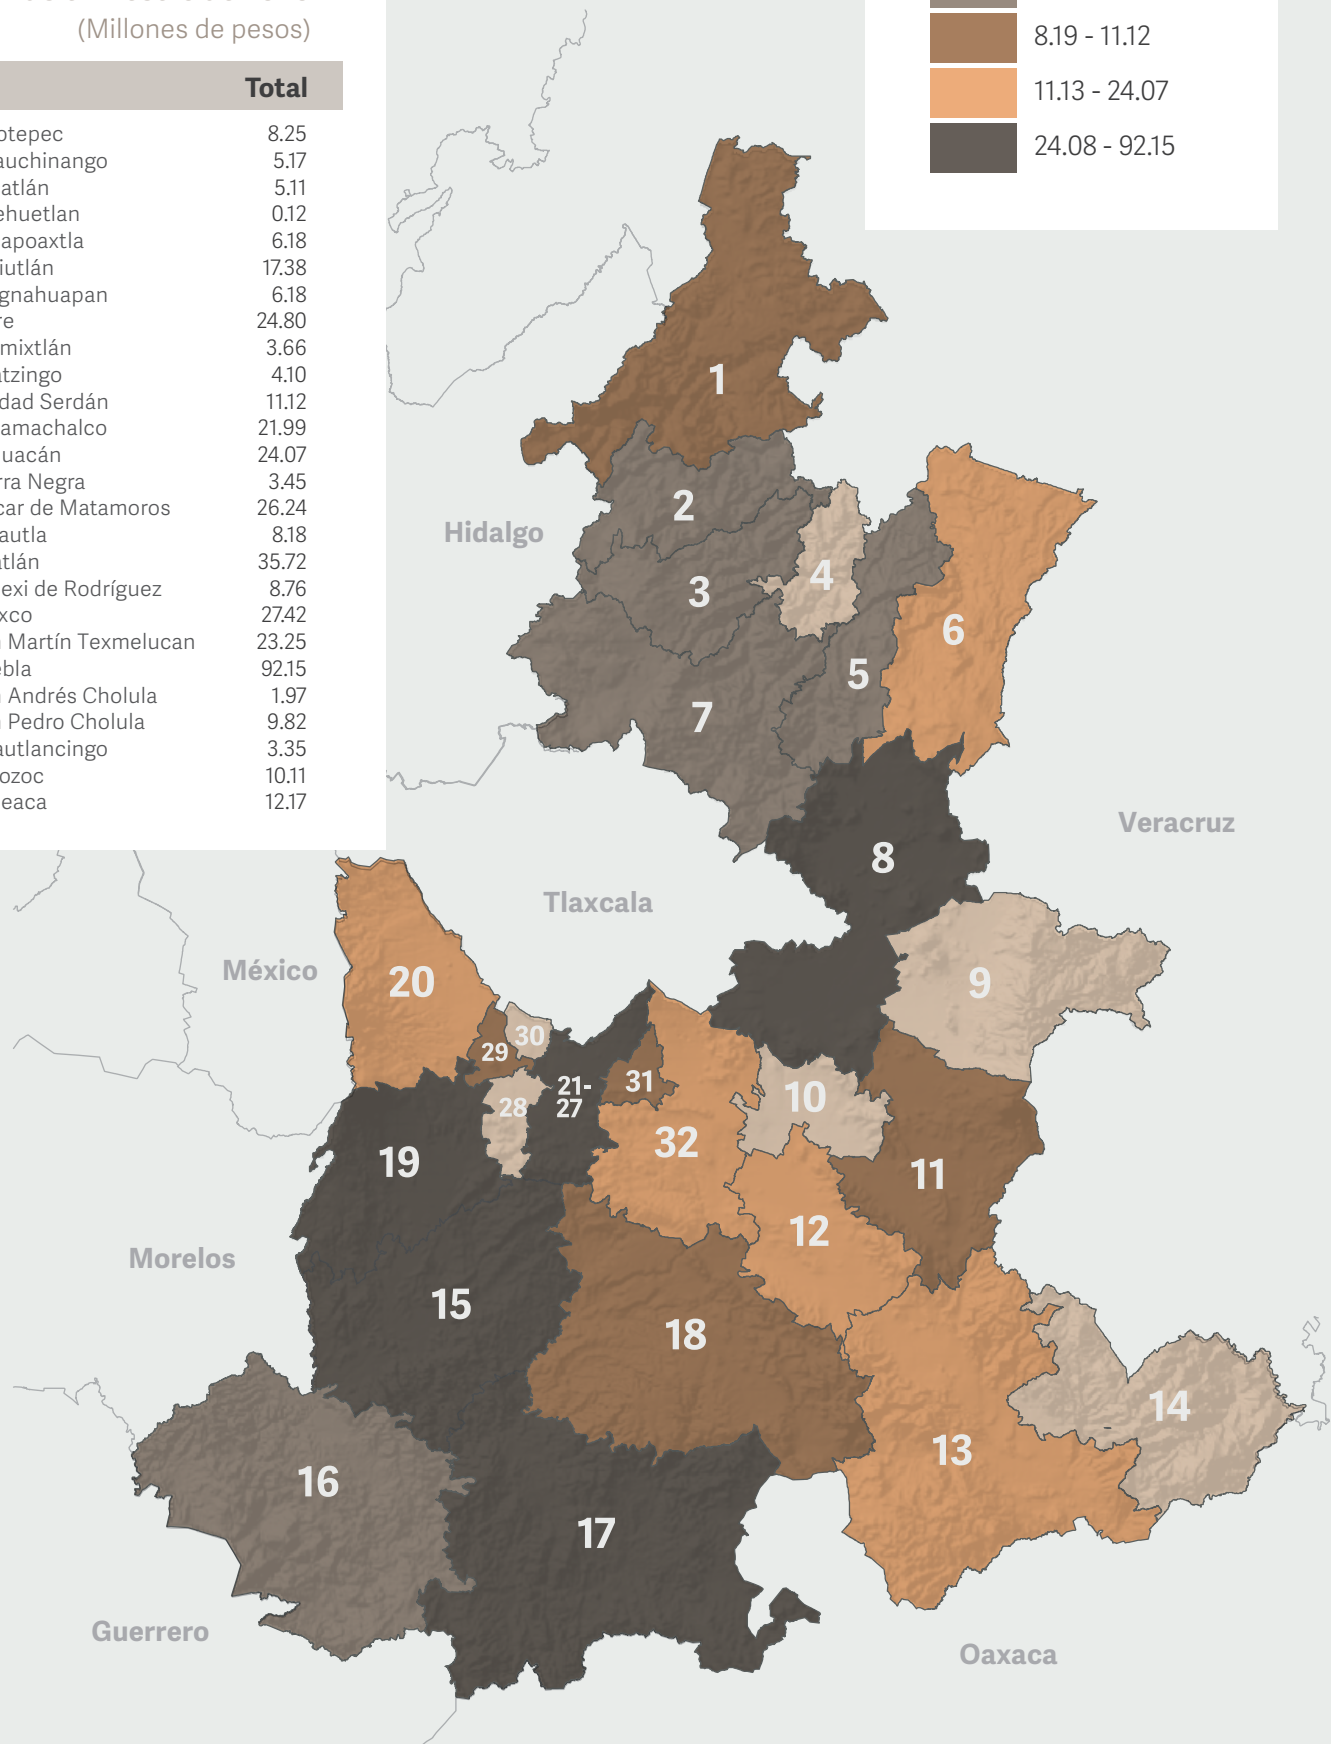 (Millones de pesos)
Total
otepec 8.25
auchinango 5.17
atlán 5.11
ehuetlan 0.12
apoaxtla 6.18
iutlán 17.38
gnahuapan 6.18
re 24.80
mixtlán 3.66
atzingo 4.10
dad Serdán 11.12
amachalco 21.99
uacán 24.07
rra Negra 3.45
car de Matamoros 26.24
autla 8.18
atlán 35.72
exi de Rodríguez 8.76
xco 27.42
n Martín Texmelucan 23.25
ebla 92.15
n Andrés Cholula 1.97
n Pedro Cholula 9.82
autlancingo 3.35
ozoc 10.11
eaca 12.17
8.19 - 11.12
11.13 - 24.07
24.08 - 92.15
1
2
Hidalgo
3
4
6
5
7
Veracruz
8
Tlaxcala
México
20
9
30
29
21-
27
31
10
28
32
19
11
12
Morelos
15
18
14
13
16
17
Guerrero
Oaxaca